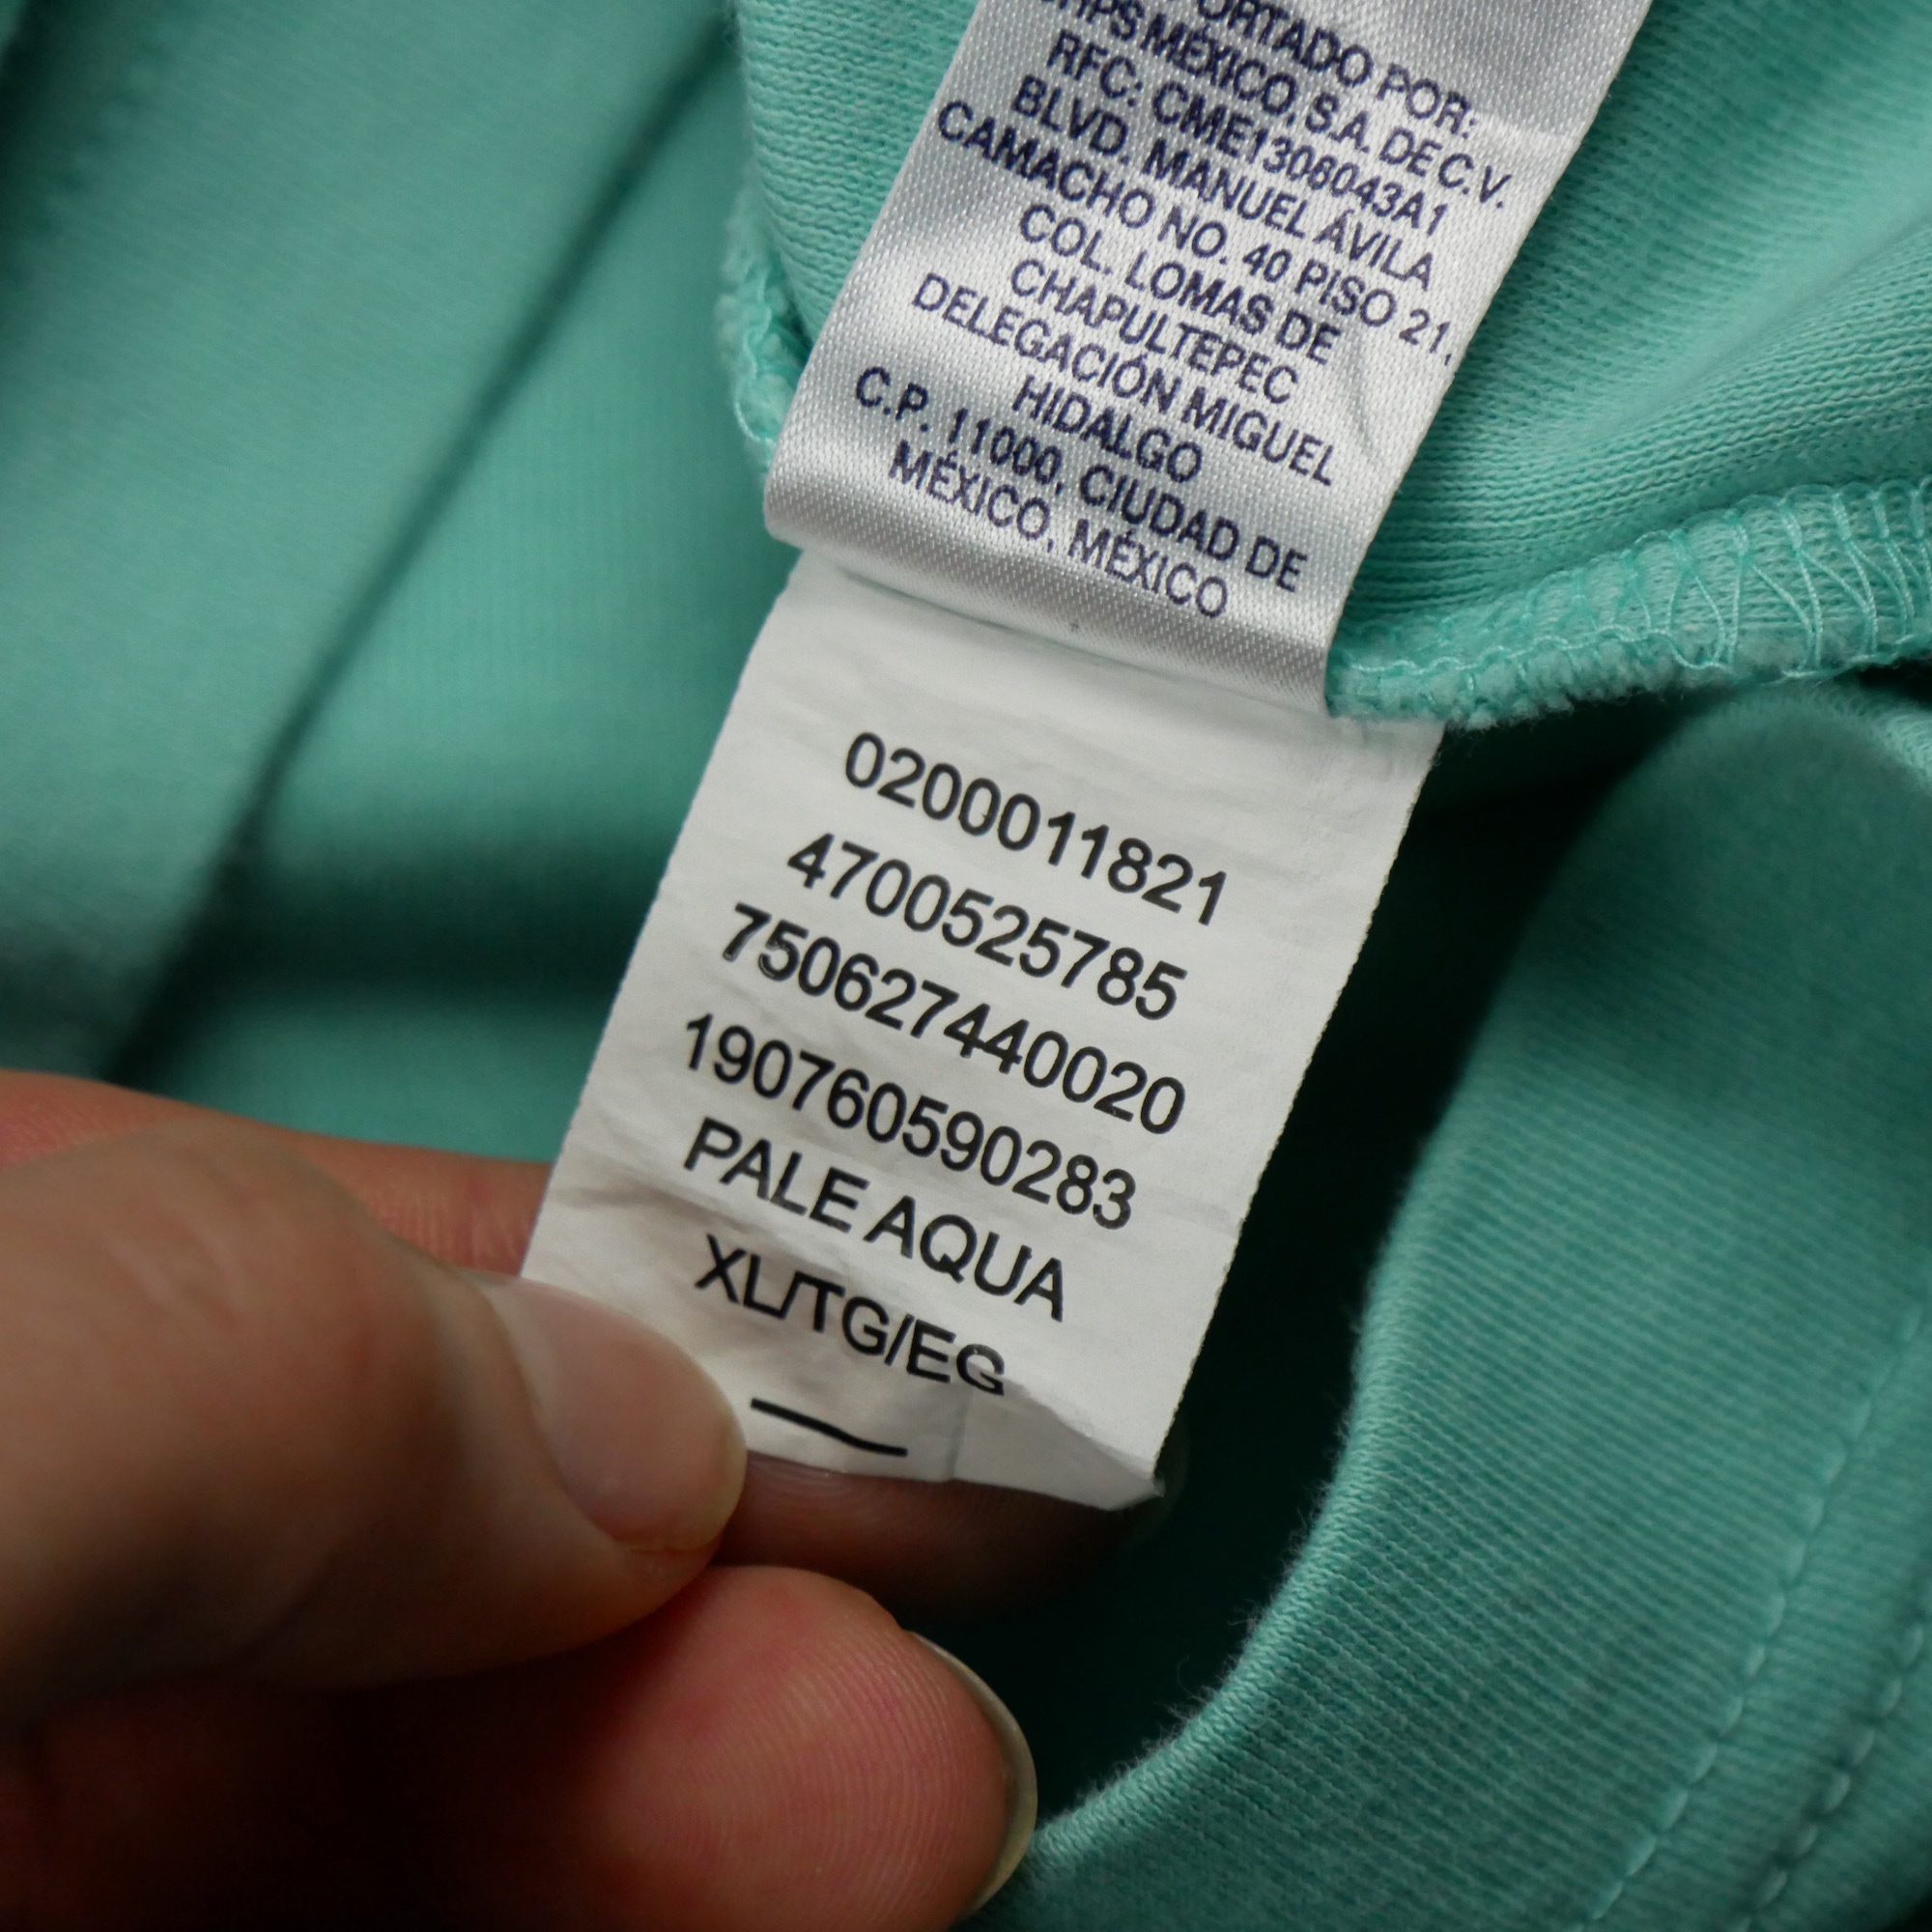 PORTADO POR:
MÉXICO, S.A. DE C.V.
RFC: CME1306043A1
BLVD. MANUEL ÁVILA
CAMACHO NO. 40 PISO 21,
COL. LOMAS DE
CHAPULTEPEC
DELEGACIÓN MIGUEL
HIDALGO
C.P. 11000, CIUDAD DE
MÉXICO, MÉXICO
0200011821
4700525785
750627440020
190760590283
PALE AQUA
XL/TG/EG